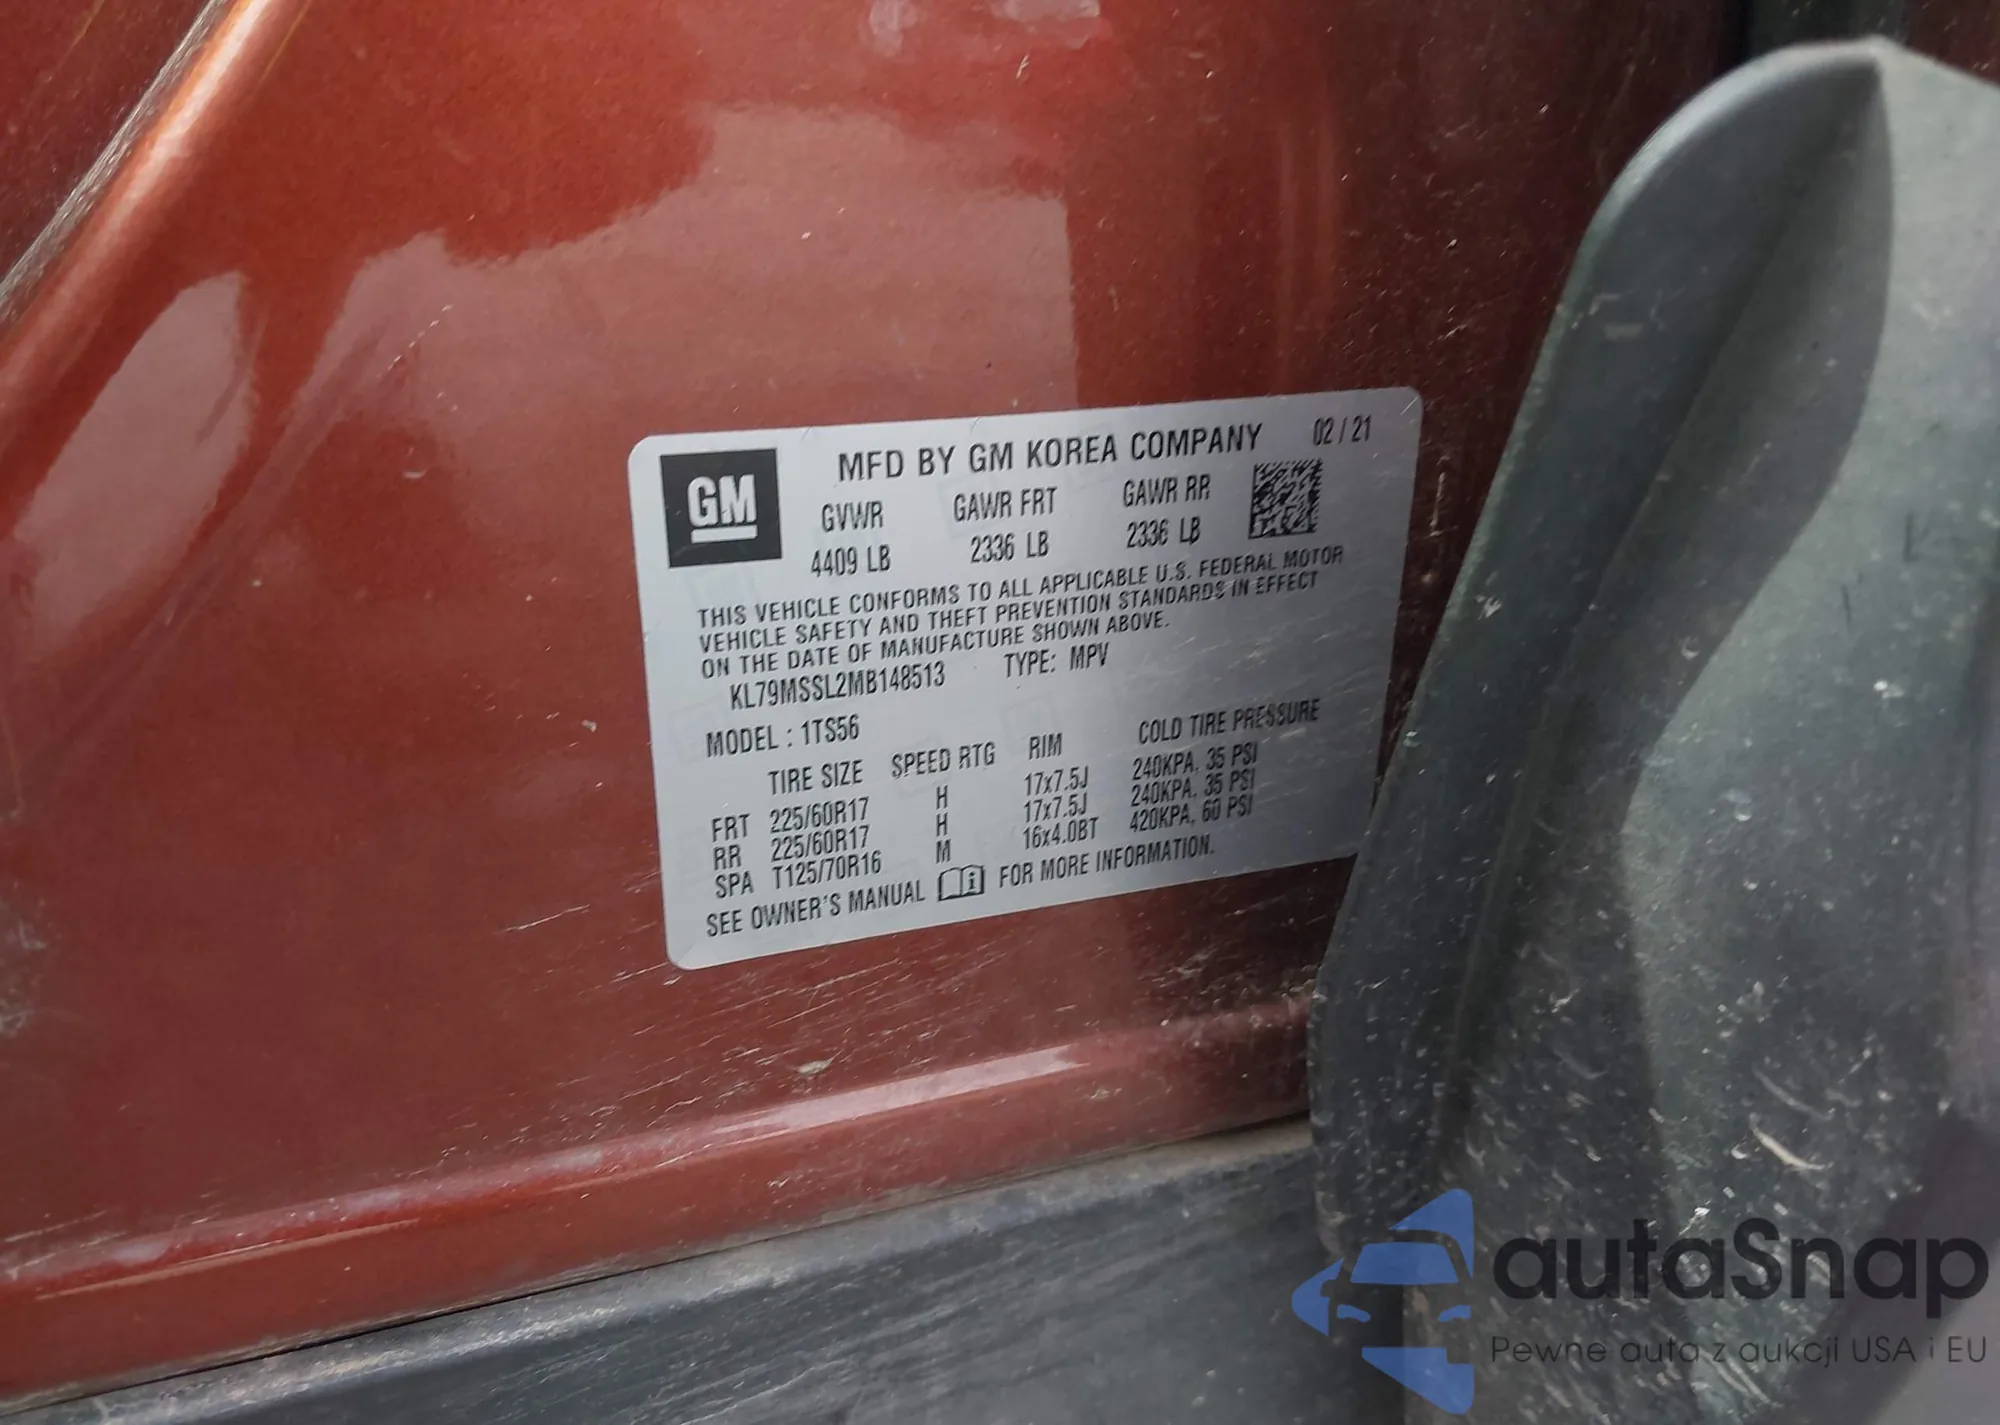 GM
MFD BY GM KOREA COMPANY 02 / 21
GVWR GAWR FRT GAWR RR
4409 LB 2336 LB 2336 LB
THIS VEHICLE CONFORMS TO ALL APPLICABLE U.S. FEDERAL MOTOR
VEHICLE SAFETY AND THEFT PREVENTION STANDARDS IN EFFECT
ON THE DATE OF MANUFACTURE SHOWN ABOVE.
KL79MSSL2MB148513 TYPE: MPV
MODEL : 1TS56
TIRE SIZE SPEED RTG RIM COLD TIRE PRESSURE
FRT 225/60R17 H 17x7.5J 240KPA, 35 PSI
RR 225/60R17 H 17x7.5J 240KPA, 35 PSI
SPA T125/70R16 M 16x4.0BT 420KPA, 60 PSI
SEE OWNER'S MANUAL FOR MORE INFORMATION.
autaSnap
Pewne auta z aukcji USA i EU